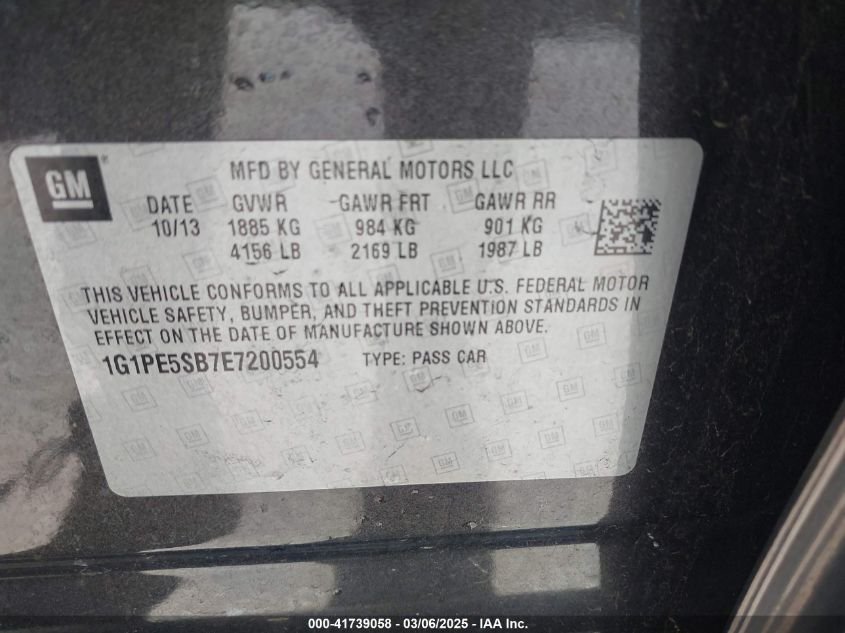 GM ®
MFD BY GENERAL MOTORS LLC
DATE GVWR GAWR FRT GAWR RR
10/13 1885 KG 984 KG 901 KG
4156 LB 2169 LB 1987 LB
THIS VEHICLE CONFORMS TO ALL APPLICABLE U.S. FEDERAL MOTOR
VEHICLE SAFETY, BUMPER, AND THEFT PREVENTION STANDARDS IN
EFFECT ON THE DATE OF MANUFACTURE SHOWN ABOVE.
1G1PE5SB7E7200554 TYPE: PASS CAR
000-41739058 - 03/06/2025 - IAA Inc.